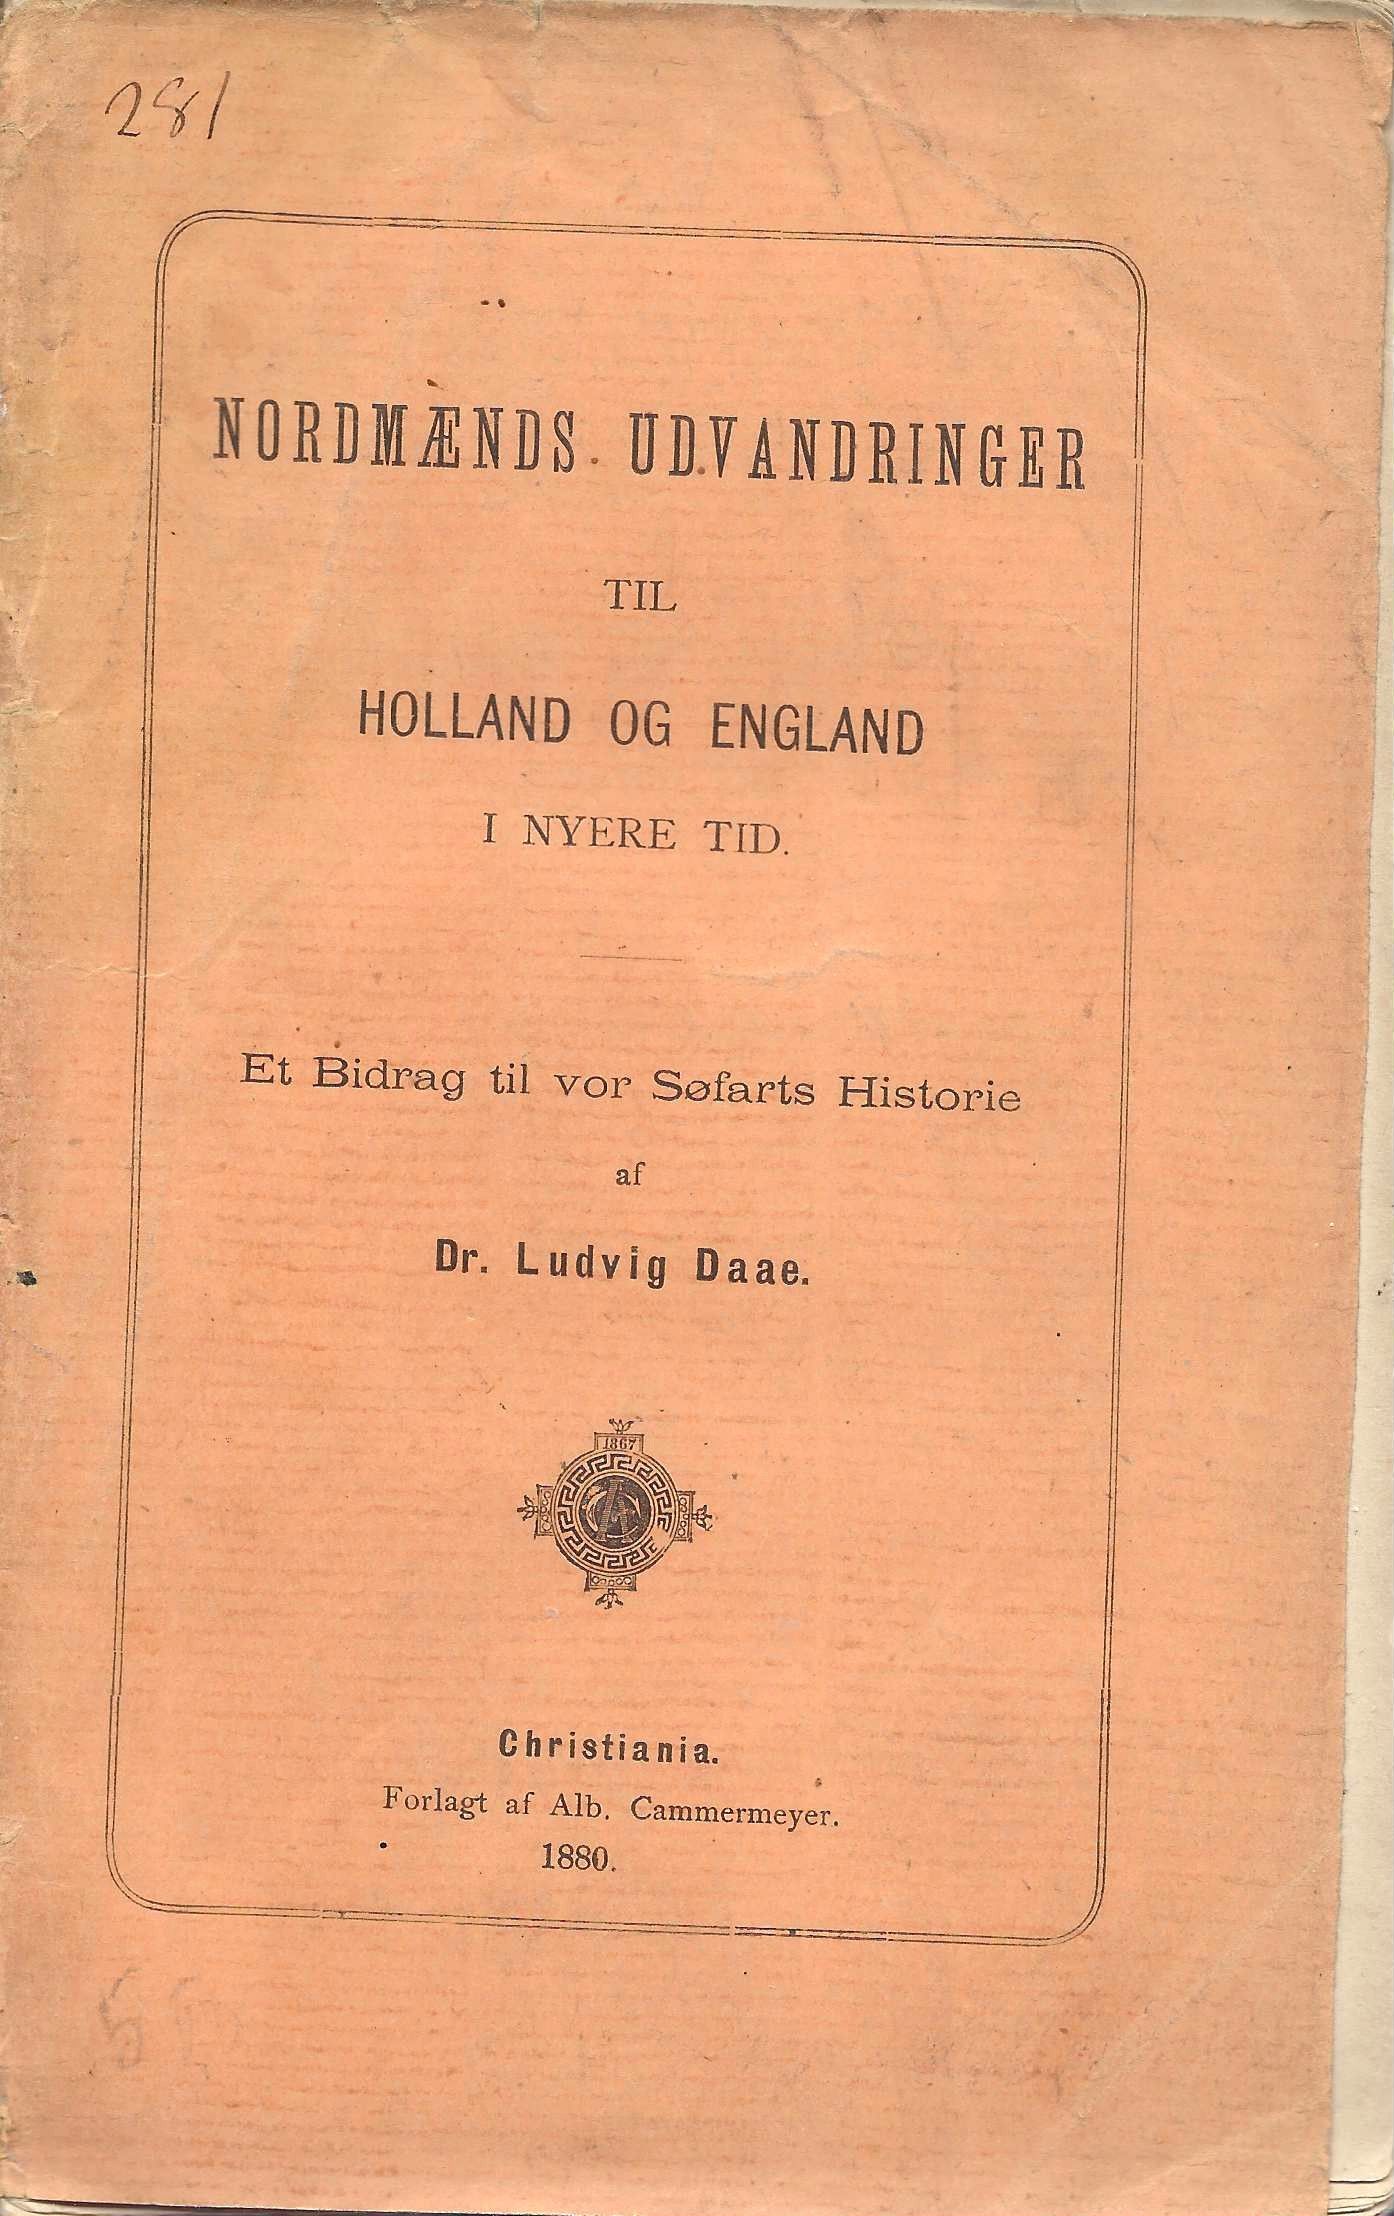 281
NORDMÆNDS UDVANDRINGER
TIL
HOLLAND OG ENGLAND
I NYERE TID.
Et Bidrag til vor Søfarts Historie
af
Dr. Ludvig Daae.
1867
Christiania.
Forlagt af Alb. Cammermeyer.
1880.